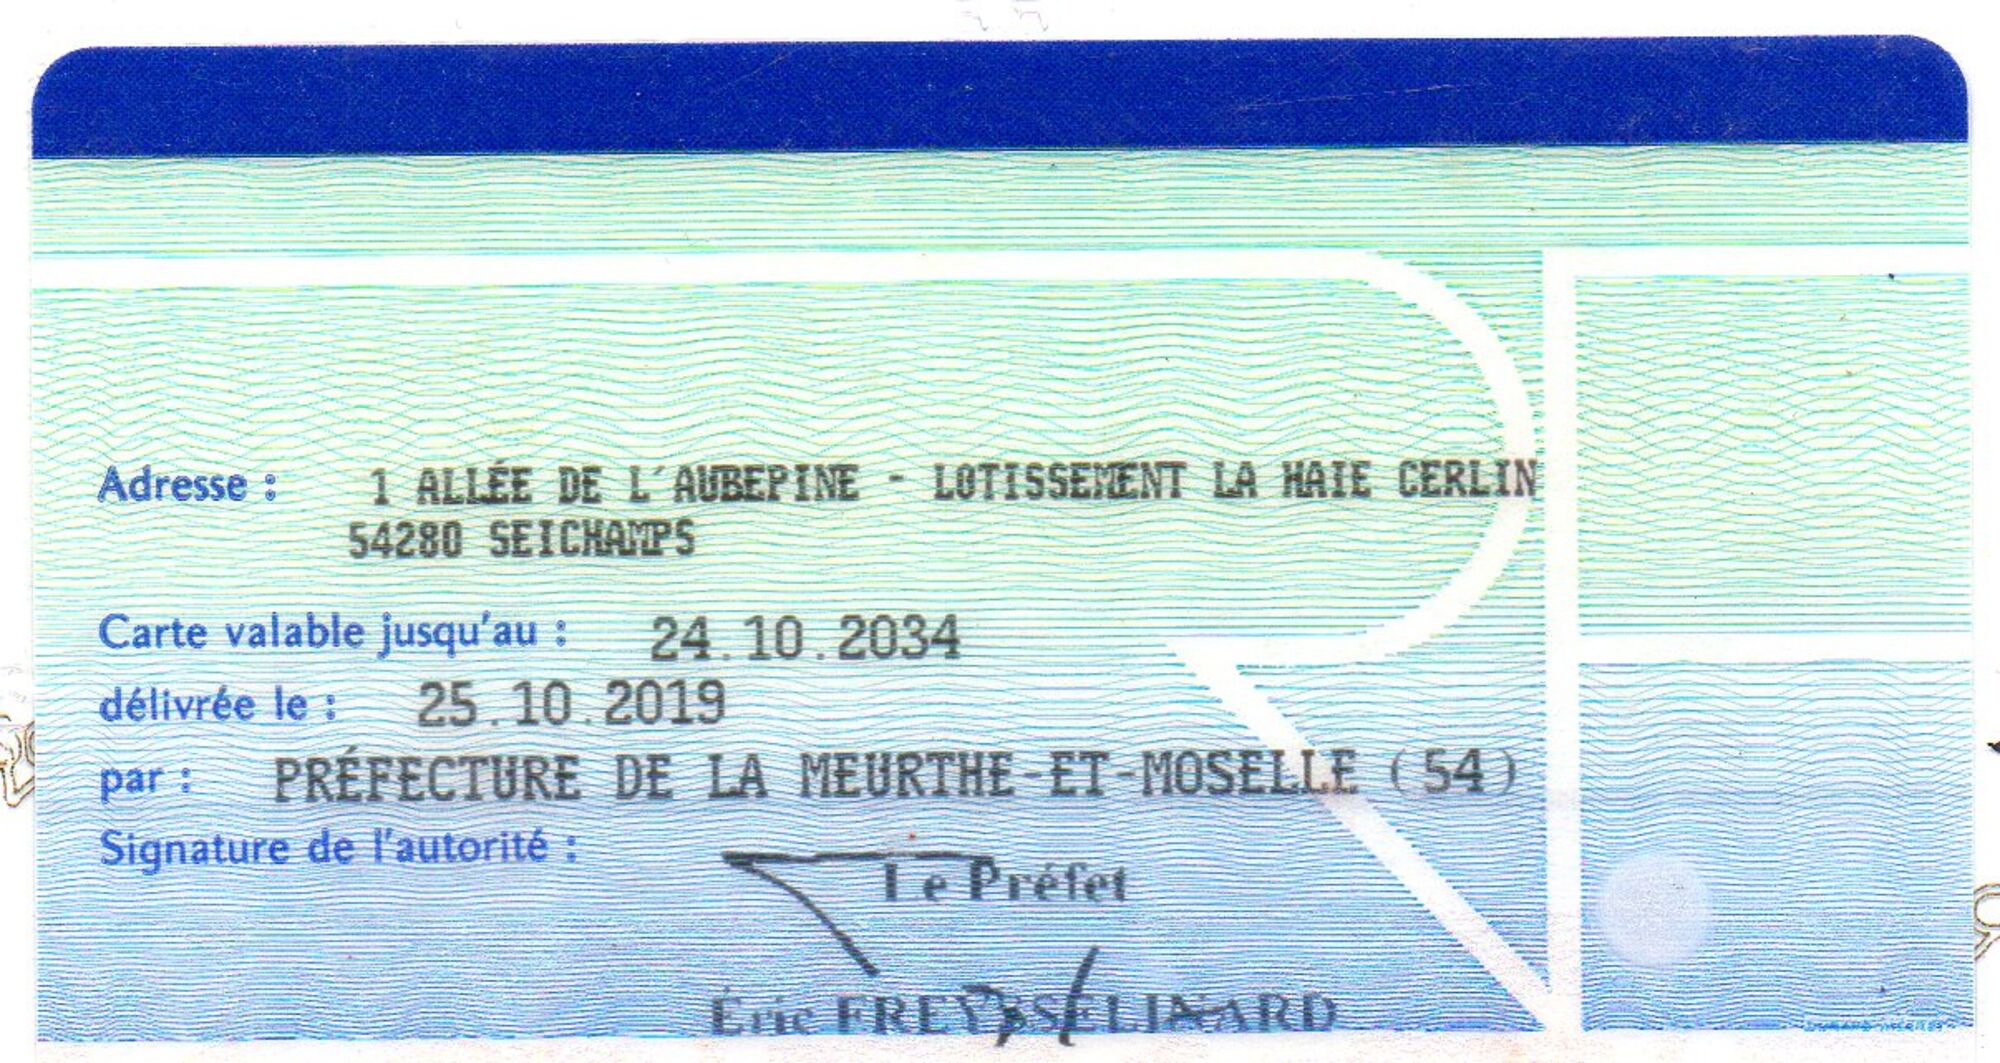 Adresse : 1 ALLÉE DE L'AUBEPINE - LOTISSEMENT LA HAIE CERLIN
54280 SEICHAMPS
Carte valable jusqu'au : 24.10.2034
délivrée le : 25.10.2019
par : PRÉFECTURE DE LA MEURTHE-ET-MOSELLE (54)
Signature de l'autorité :
Le Préfet
Éric FREYSSELINARD
RF